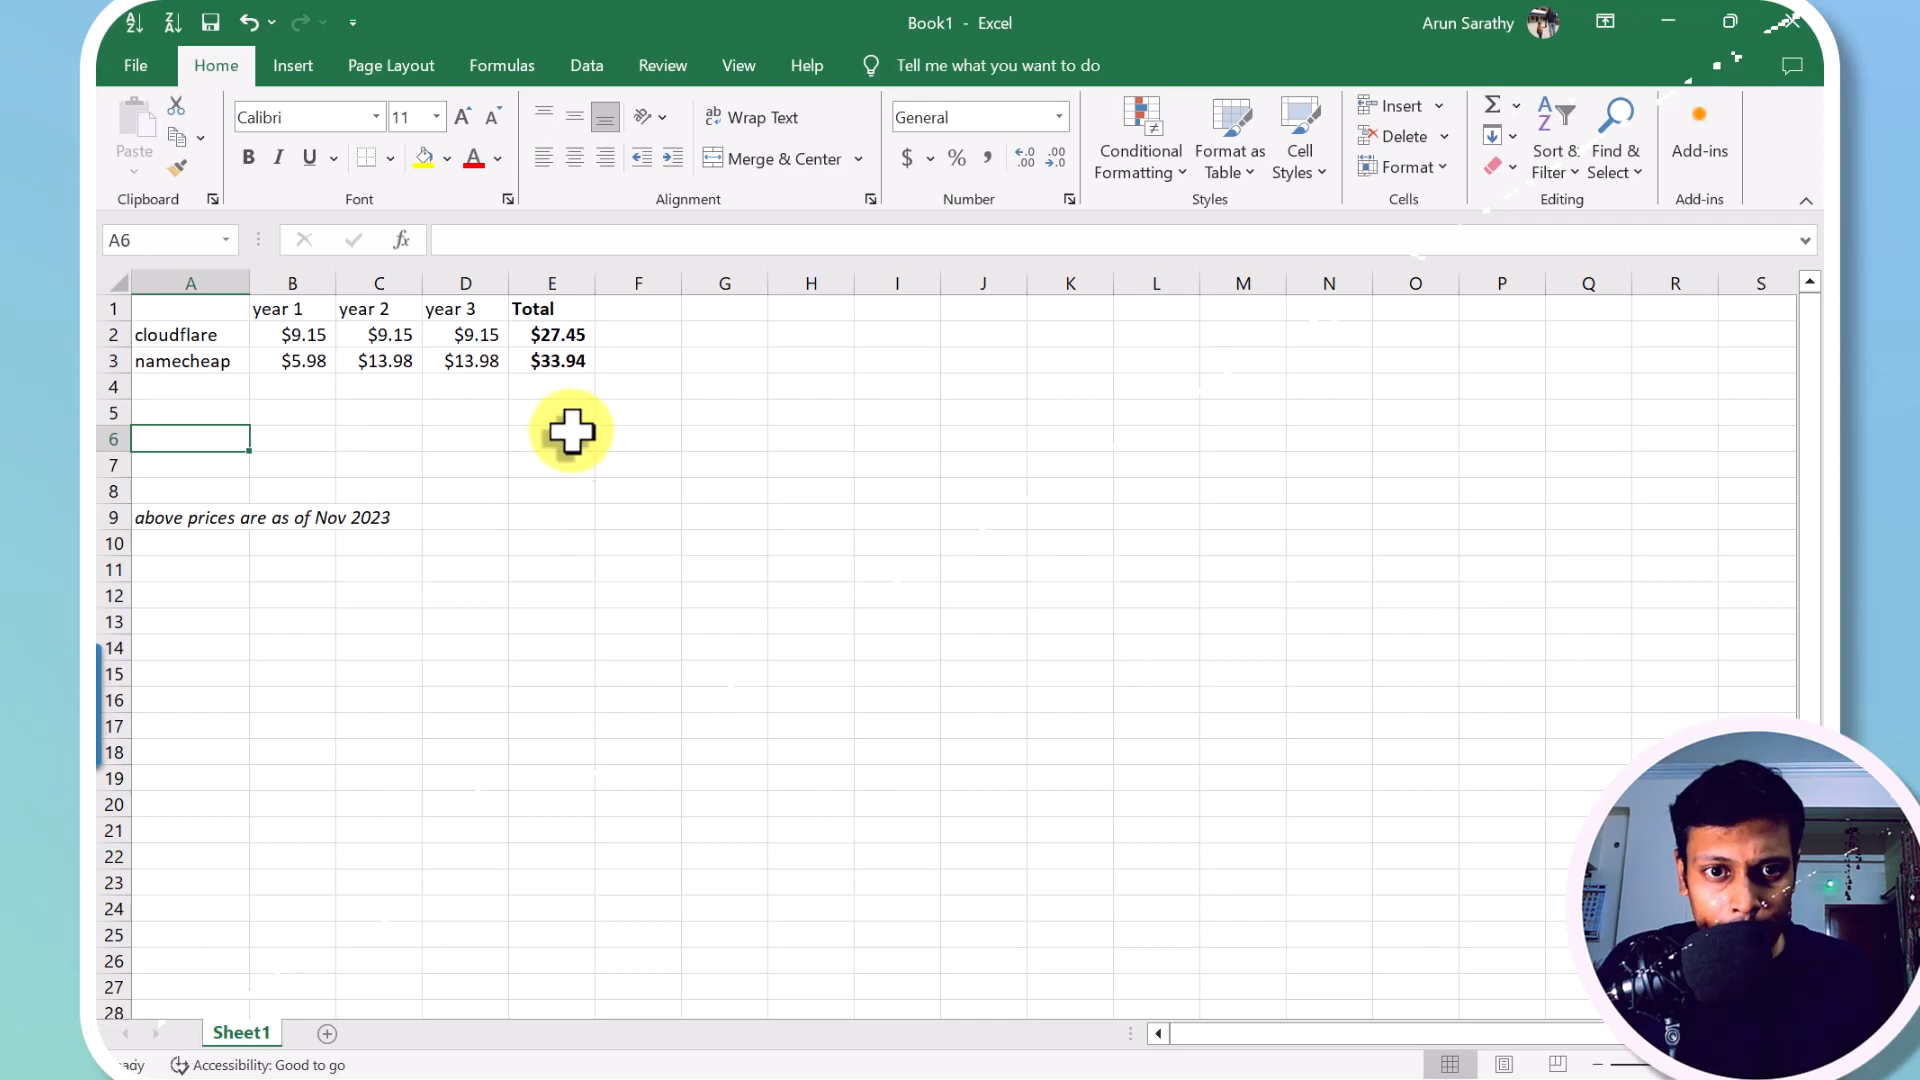 Book1 - Excel
Arun Sarathy
File Home Insert Page Layout Formulas Data Review View Help Tell me what you want to do
Paste
Clipboard
Calibri
11
B I U
Font
Wrap Text
Merge & Center
Alignment
General
$ % ,
Number
Conditional Formatting
Format as Table
Cell Styles
Styles
Insert
Delete
Format
Cells
Sort & Filter
Find & Select
Editing
Add-ins
Add-ins
A6
fx
A B C D E F G H I J K L M N O P Q R S
1 year 1 year 2 year 3 Total
2 cloudflare $9.15 $9.15 $9.15 $27.45
3 namecheap $5.98 $13.98 $13.98 $33.94
4
5
6
7
8
9 above prices are as of Nov 2023
10
11
12
13
14
15
16
17
18
19
20
21
22
23
24
25
26
27
28
Sheet1
Accessibility: Good to go